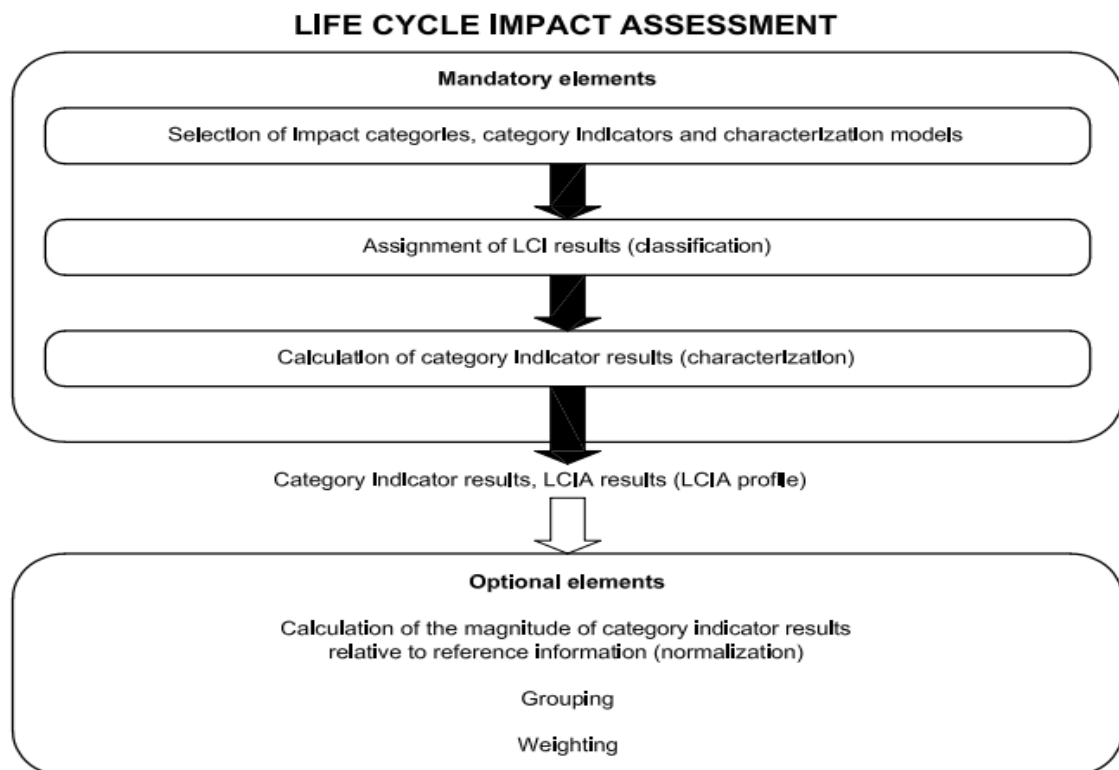 LIFE CYCLE IMPACT ASSESSMENT
Mandatory elements
Selection of Impact categories, category Indicators and characterization models
Assignment of LCI results (classification)
Calculation of category Indicator results (characterization)
Category Indicator results, LCIA results (LCIA profile)
Optional elements
Calculation of the magnitude of category indicator results
relative to reference information (normalization)
Grouping
Weighting